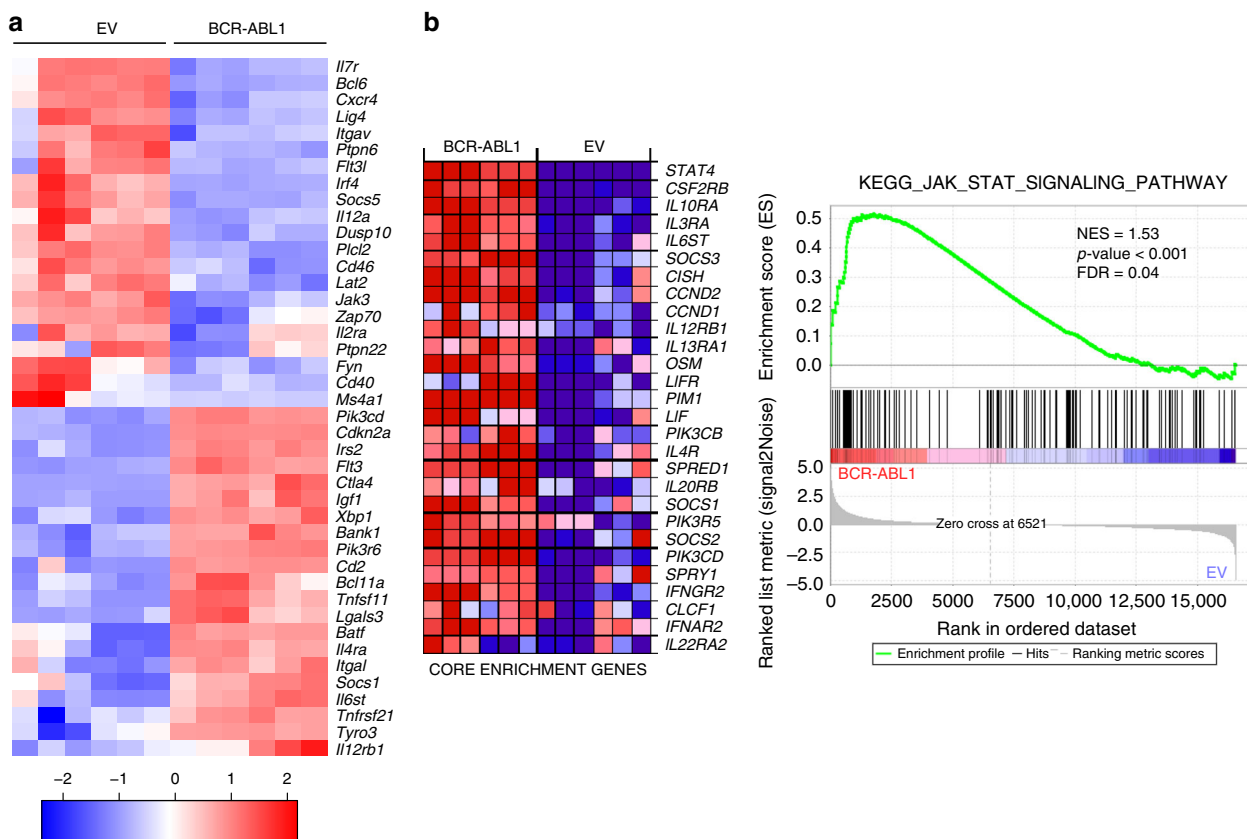 a
EV
BCR-ABL1
Il7r
Bcl6
Cxcr4
Lig4
Itgav
Ptpn6
Flt3l
Irf4
Socs5
Il12a
Dusp10
Plcl2
Cd46
Lat2
Jak3
Zap70
Il2ra
Ptpn22
Fyn
Cd40
Ms4a1
Pik3cd
Cdkn2a
Irs2
Flt3
Ctla4
Igf1
Xbp1
Bank1
Pik3r6
Cd2
Bcl11a
Tnfsf11
Lgals3
Batf
Il4ra
Itgal
Socs1
Il6st
Tnfrsf21
Tyro3
Il12rb1
−2 −1 0 1 2
b
BCR-ABL1
EV
STAT4
CSF2RB
IL10RA
IL3RA
IL6ST
SOCS3
CISH
CCND2
CCND1
IL12RB1
IL13RA1
OSM
LIFR
PIM1
LIF
PIK3CB
IL4R
SPRED1
IL20RB
SOCS1
PIK3R5
SOCS2
PIK3CD
SPRY1
IFNGR2
CLCF1
IFNAR2
IL22RA2
CORE ENRICHMENT GENES
KEGG_JAK_STAT_SIGNALING_PATHWAY
Enrichment score (ES)
0.5
0.4
0.3
0.2
0.1
0.0
NES = 1.53
p-value < 0.001
FDR = 0.04
Ranked list metric (signal2Noise)
5.0
2.5
0.0
−2.5
−5.0
BCR-ABL1
Zero cross at 6521
EV
0 2500 5000 7500 10,000 12,500 15,000
Rank in ordered dataset
Enrichment profile Hits Ranking metric scores